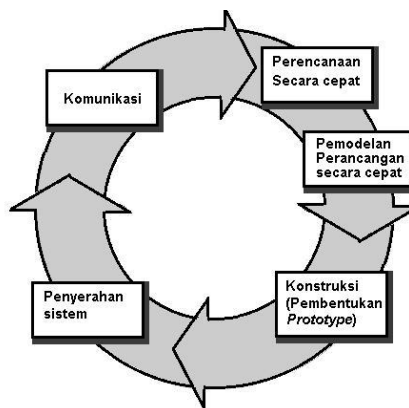 Komunikasi
Perencanaan
Secara cepat
Pemodelan
Perancangan
secara cepat
Konstruksi
(Pembentukan
Prototype)
Penyerahan
sistem